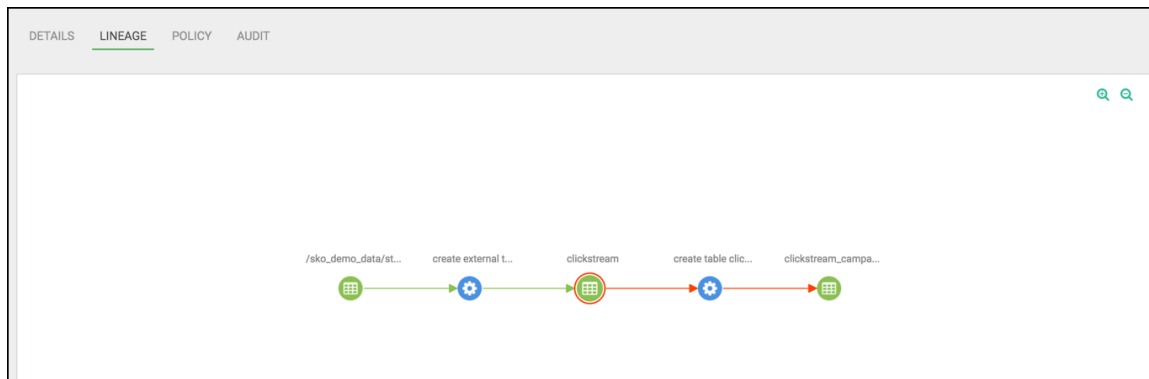 DETAILS LINEAGE POLICY AUDIT
/sko_demo_data/st... create external t... clickstream create table clic... clickstream_campa...